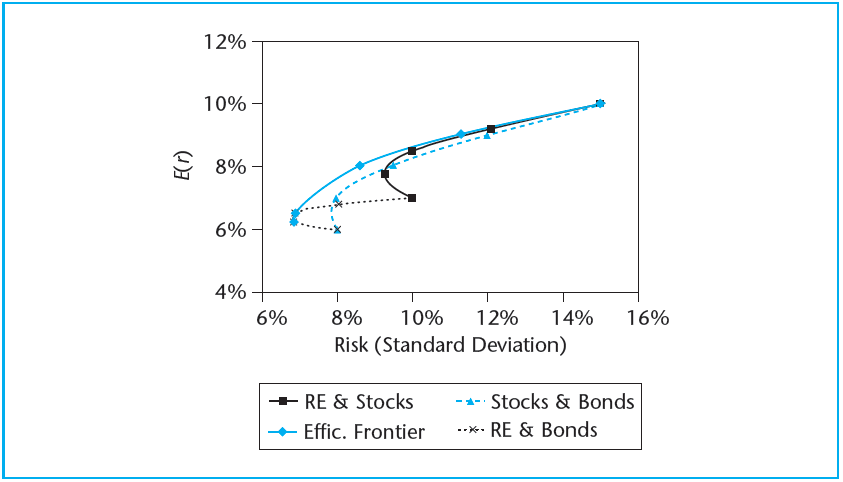 12%
10%
8%
6%
4%
E(r)
6% 8% 10% 12% 14% 16%
Risk (Standard Deviation)
RE & Stocks Stocks & Bonds
Effic. Frontier RE & Bonds